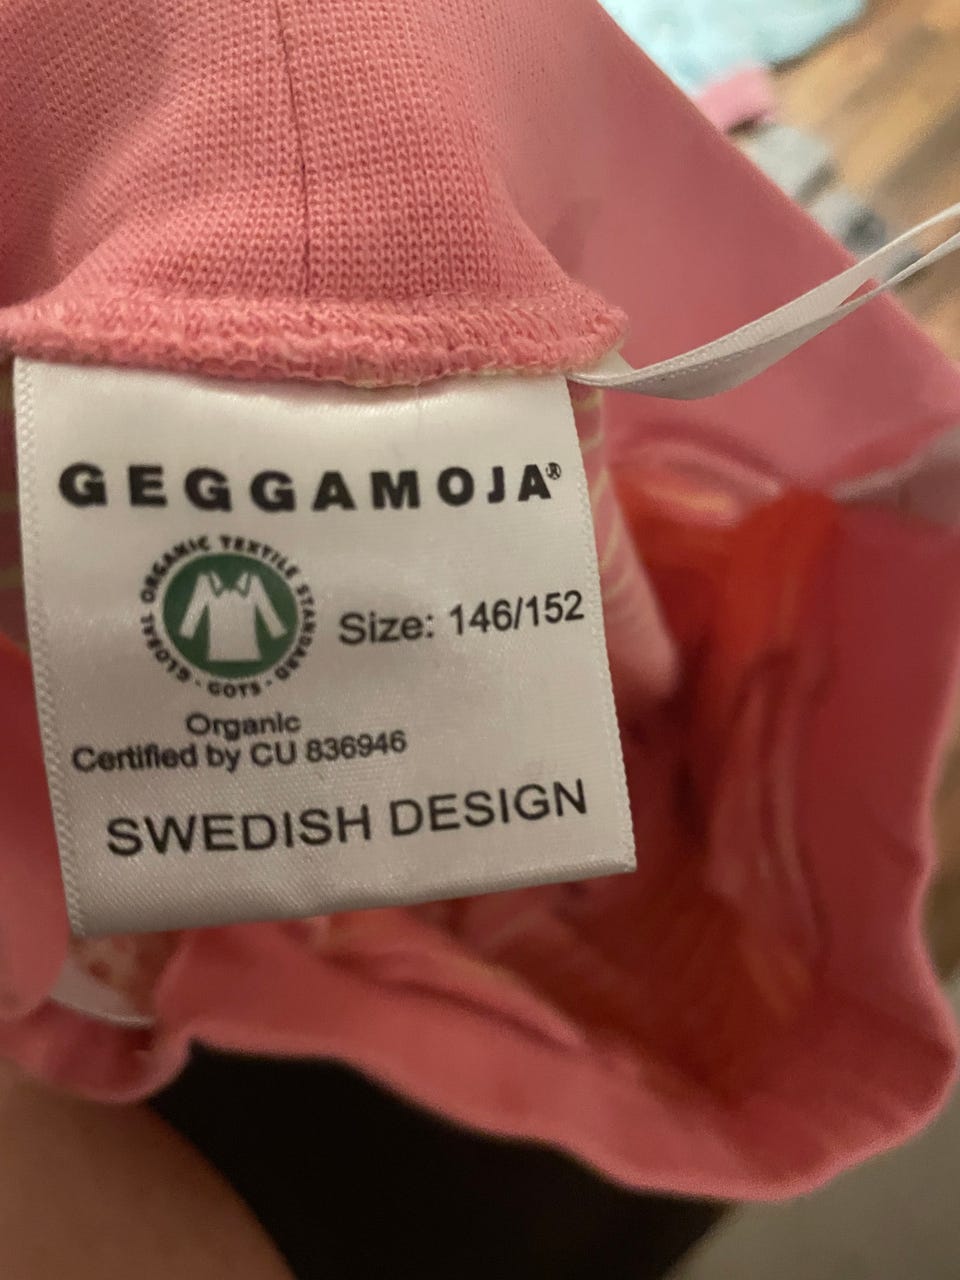 GEGGAMOJA®
GLOBAL ORGANIC TEXTILE STANDARD · GOTS ·
Size: 146/152
Organic
Certified by CU 836946
SWEDISH DESIGN